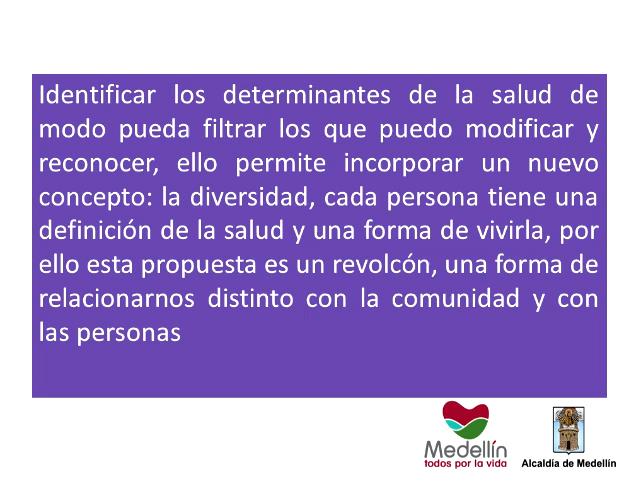 Identificar los determinantes de la salud de
modo pueda filtrar los que puedo modificar y
reconocer, ello permite incorporar un nuevo
concepto: la diversidad, cada persona tiene una
definición de la salud y una forma de vivirla, por
ello esta propuesta es un revolcón, una forma de
relacionarnos distinto con la comunidad y con
las personas
Medellín
todos por la vida
Alcaldía de Medellín